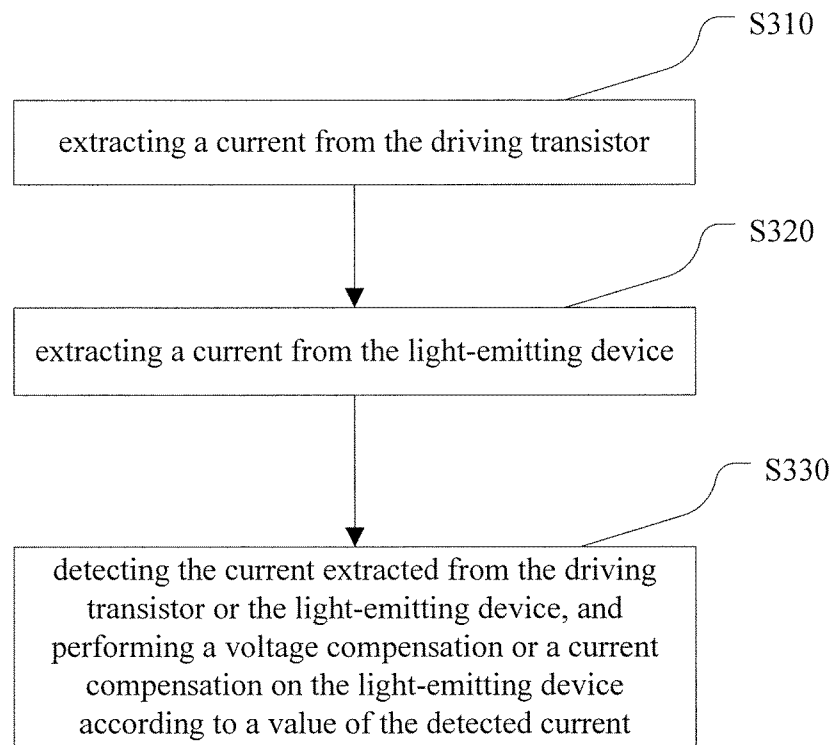 S310
extracting a current from the driving transistor
S320
extracting a current from the light-emitting device
S330
detecting the current extracted from the driving
transistor or the light-emitting device, and
performing a voltage compensation or a current
compensation on the light-emitting device
according to a value of the detected current